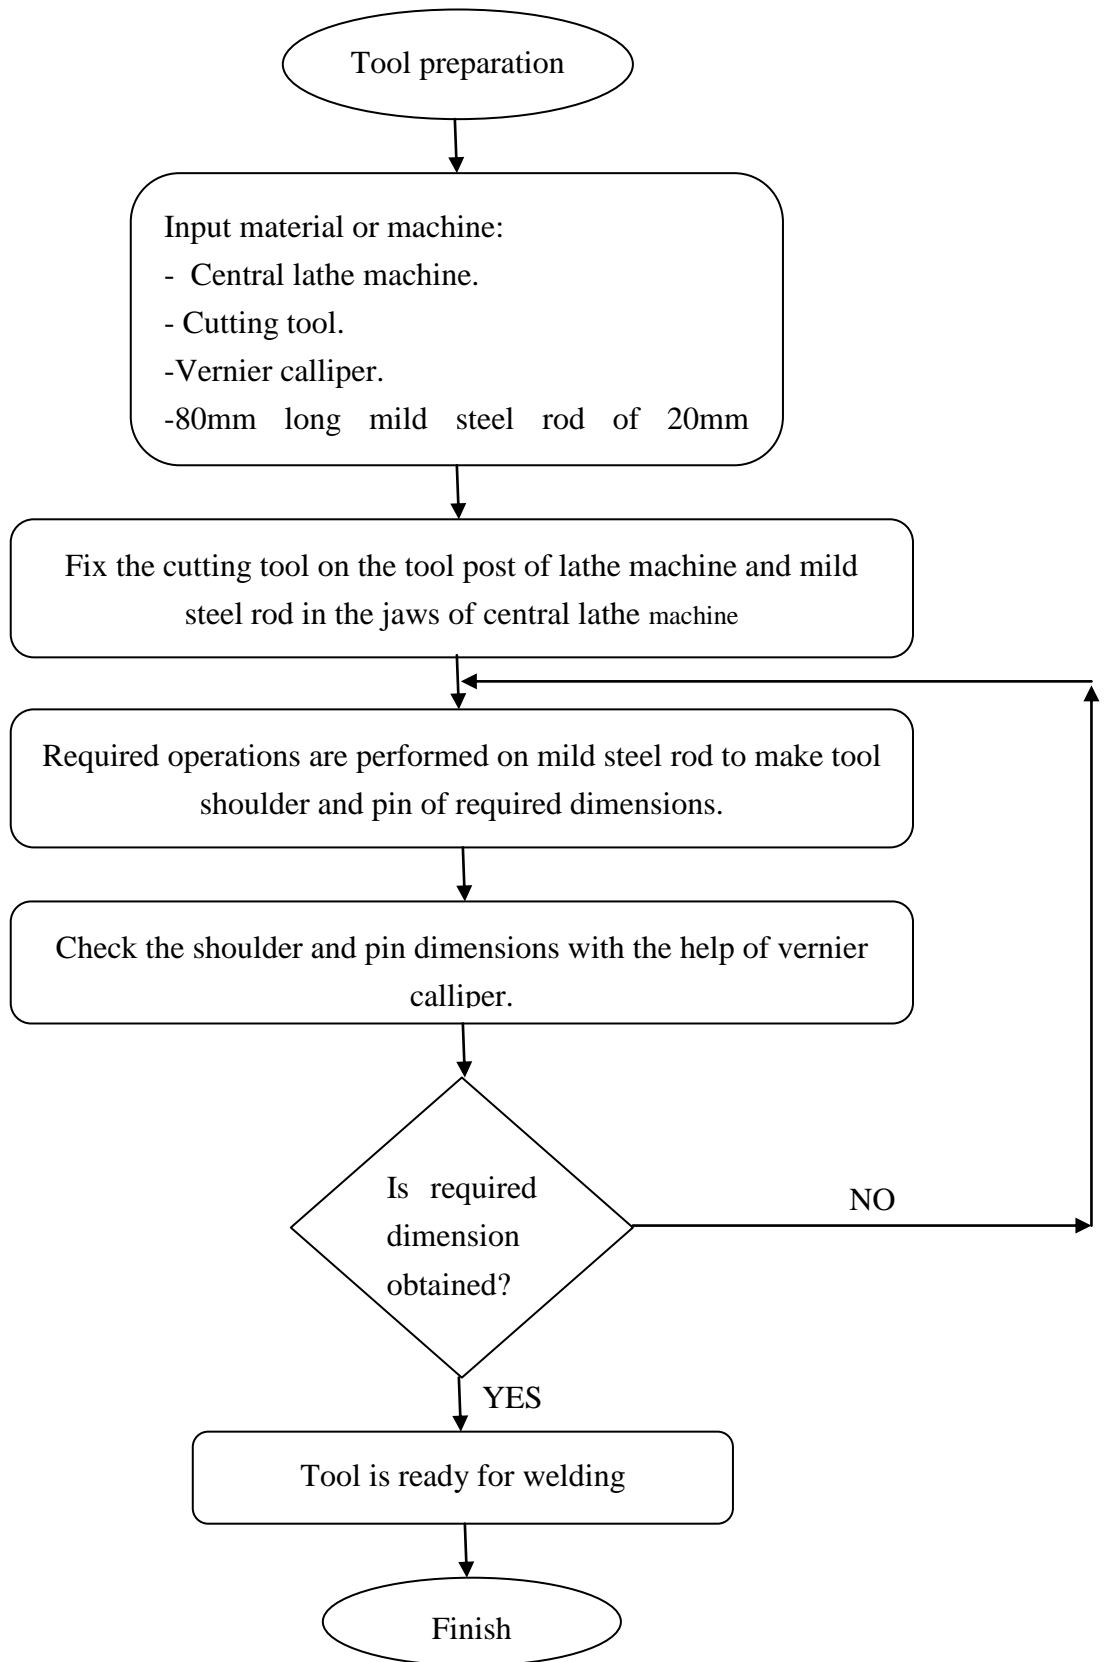 Tool preparation
Input material or machine:
- Central lathe machine.
- Cutting tool.
-Vernier calliper.
-80mm long mild steel rod of 20mm
Fix the cutting tool on the tool post of lathe machine and mild
steel rod in the jaws of central lathe machine
Required operations are performed on mild steel rod to make tool
shoulder and pin of required dimensions.
Check the shoulder and pin dimensions with the help of vernier
calliper.
Is required
dimension
obtained?
NO
YES
Tool is ready for welding
Finish